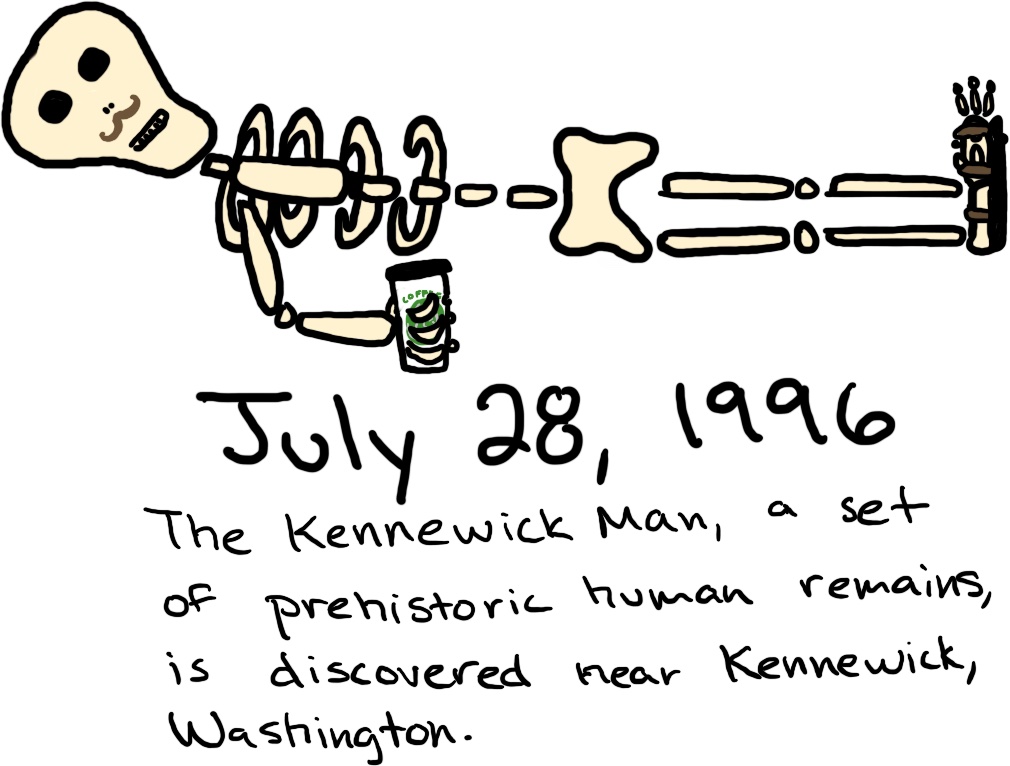 COFFEE
July 28, 1996
The Kennewick Man, a set
of prehistoric human remains,
is discovered near Kennewick,
Washington.